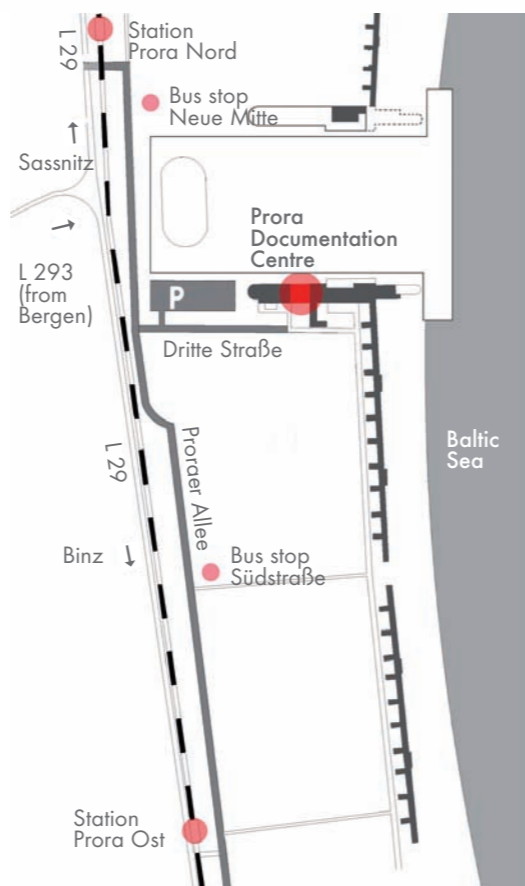 L 29
Station
Prora Nord
Bus stop
Neue Mitte
Sassnitz
Prora
Documentation
Centre
L 293
(from
Bergen)
P
Dritte Straße
L 29
Proraer Allee
Baltic
Sea
Binz
Bus stop
Südstraße
Station
Prora Ost